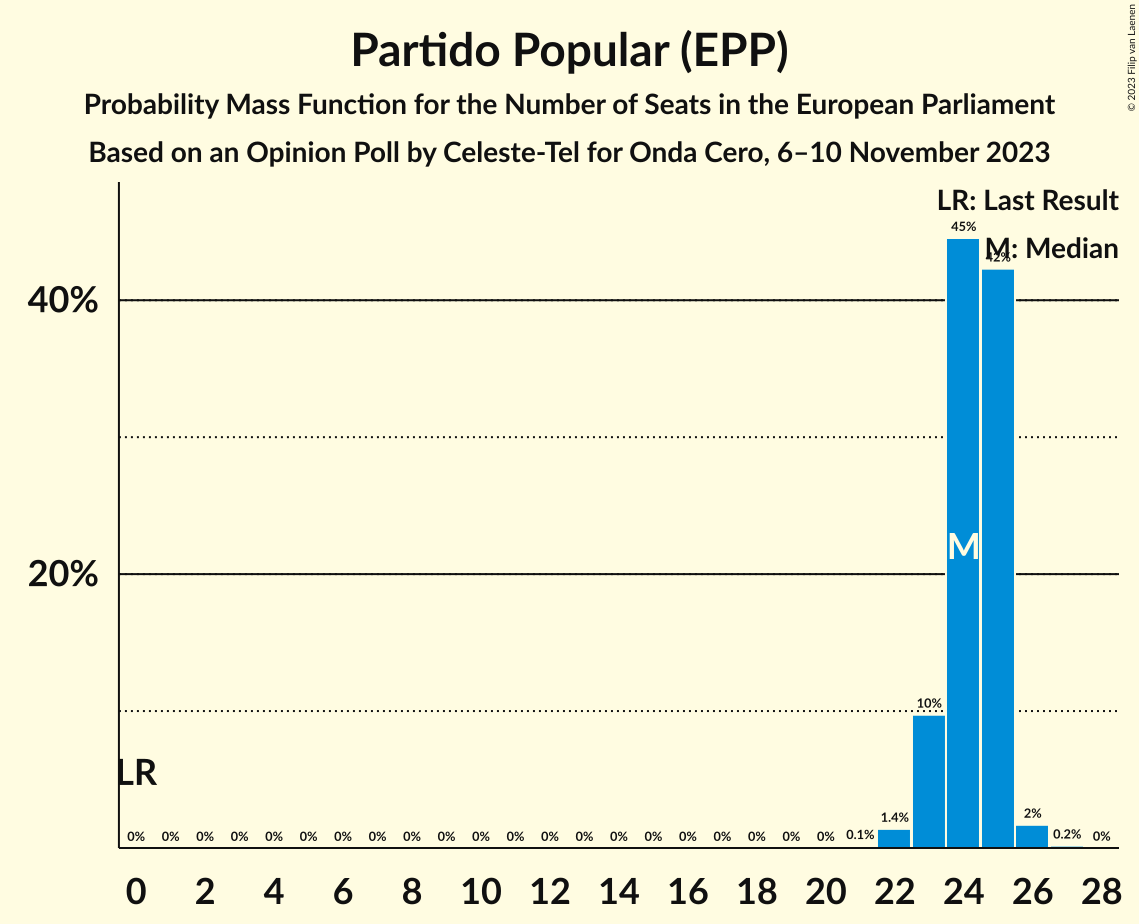 Partido Popular (EPP)
Probability Mass Function for the Number of Seats in the European Parliament
Based on an Opinion Poll by Celeste-Tel for Onda Cero, 6–10 November 2023
© 2023 Filip van Laenen
LR: Last Result
M: Median
45%
42%
40%
20%
M
10%
LR
0% 0% 0% 0% 0% 0% 0% 0% 0% 0% 0% 0% 0% 0% 0% 0% 0% 0% 0% 0% 0% 0.1% 1.4% 2% 0.2% 0%
0 2 4 6 8 10 12 14 16 18 20 22 24 26 28